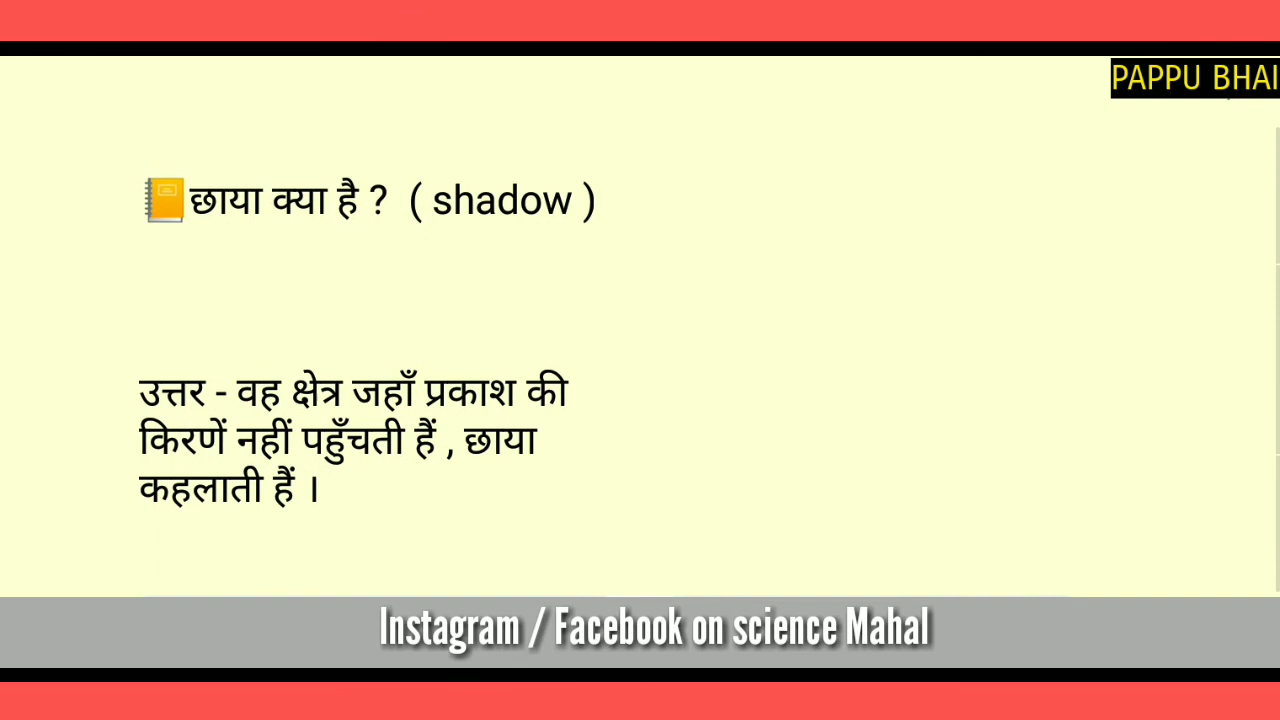 PAPPU BHAI
छाया क्या है ? ( shadow )
उत्तर - वह क्षेत्र जहाँ प्रकाश की
किरणें नहीं पहुँचती हैं , छाया
कहलाती हैं ।
Instagram / Facebook on science Mahal